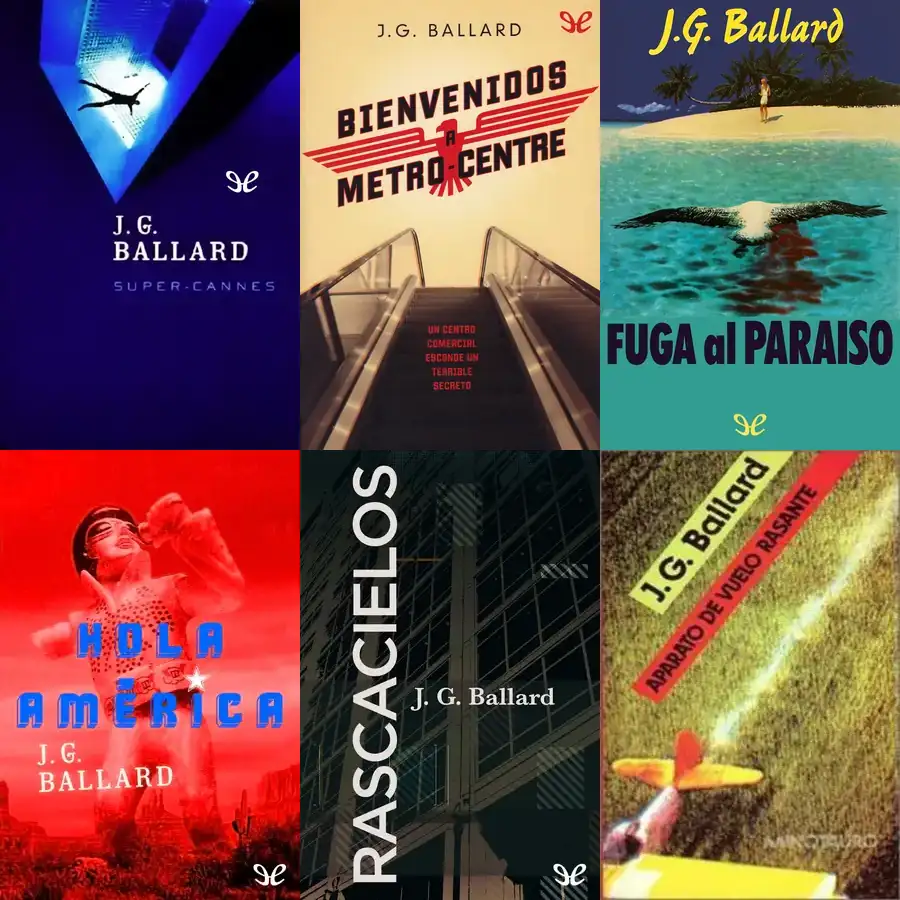 J.G.
BALLARD
SUPER-CANNES
J.G. BALLARD
BIENVENIDOS
A
METRO-CENTRE
UN CENTRO
COMERCIAL
ESCONDE UN
TERRIBLE
SECRETO
J.G. Ballard
FUGA al PARAISO
HOLA
AMÉRICA
J.G.
BALLARD
RASCACIELOS
J. G. Ballard
J.G. Ballard
APARATO DE VUELO RASANTE
MINOTAURO